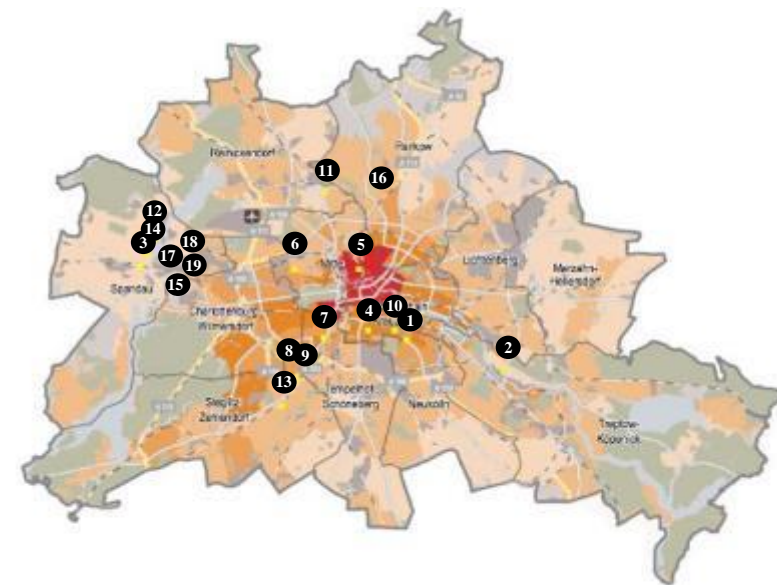 Reinickendorf
Pankow
11
16
12
14
3
18
17
19
15
6
5
Mitte
Lichtenberg
Marzahn-
Hellersdorf
Spandau
Charlottenburg
Wilmersdorf
7
4
10
1
2
8
9
13
Steglitz
Zehlendorf
Tempelhof
Schöneberg
Neukölln
Treptow-
Köpenick